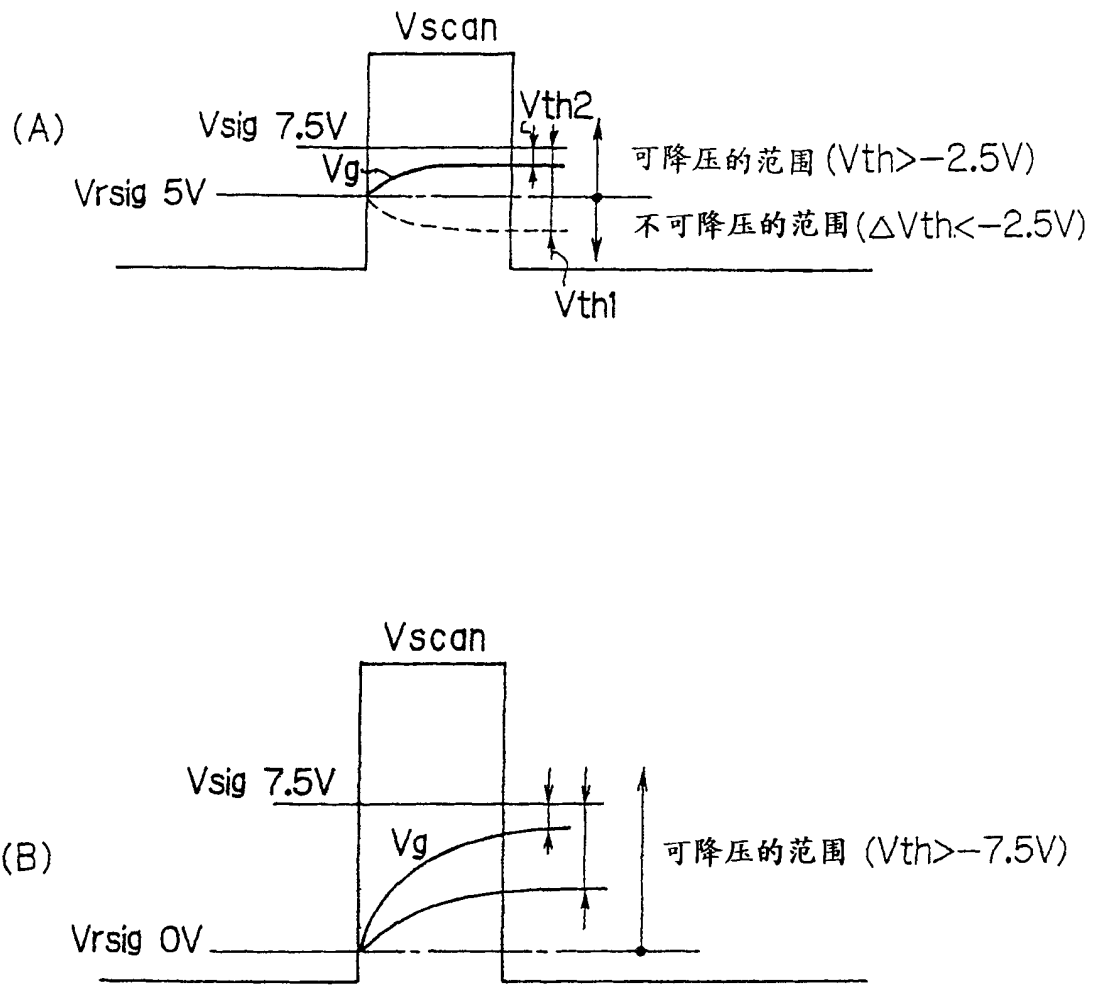 Vscan
(A)
Vsig 7.5V
Vth2
Vg
可降压的范围(Vth>-2.5V)
Vrsig 5V
不可降压的范围(△Vth<-2.5V)
Vth1
Vscan
Vsig 7.5V
(B)
Vg
可降压的范围 (Vth>-7.5V)
Vrsig 0V